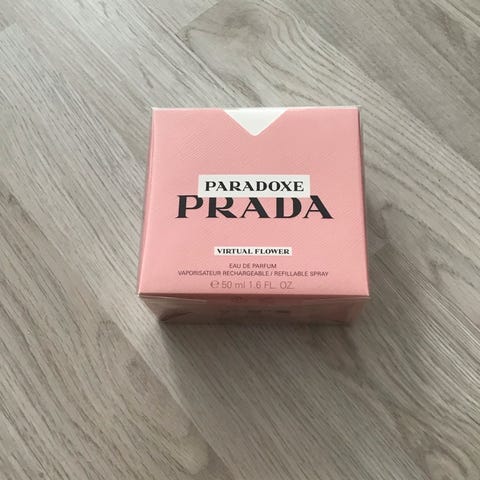 PARADOXE
PRADA
VIRTUAL FLOWER
EAU DE PARFUM
VAPORISATEUR RECHARGEABLE / REFILLABLE SPRAY
℮ 50 ml 1.6 FL. OZ.